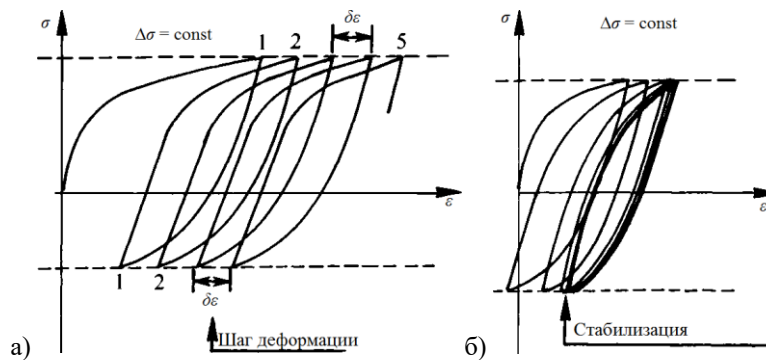 σ
Δσ = const
δε
1 2 5
ε
1 2
δε
Шаг деформации
а)
σ
Δσ = const
ε
Стабилизация
б)